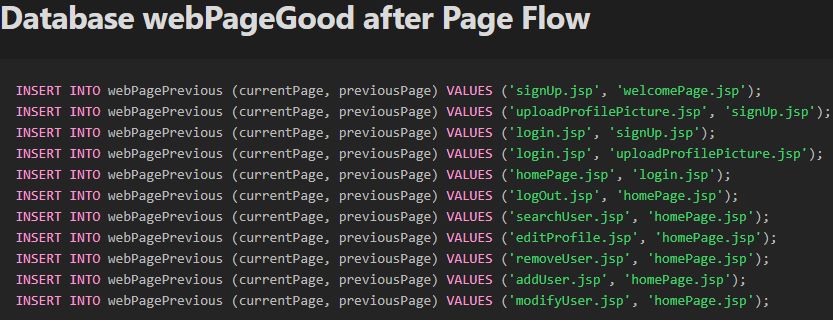 Database webPageGood after Page Flow
INSERT INTO webPagePrevious (currentPage, previousPage) VALUES ('signUp.jsp', 'welcomePage.jsp');
INSERT INTO webPagePrevious (currentPage, previousPage) VALUES ('uploadProfilePicture.jsp', 'signUp.jsp');
INSERT INTO webPagePrevious (currentPage, previousPage) VALUES ('login.jsp', 'signUp.jsp');
INSERT INTO webPagePrevious (currentPage, previousPage) VALUES ('login.jsp', 'uploadProfilePicture.jsp');
INSERT INTO webPagePrevious (currentPage, previousPage) VALUES ('homePage.jsp', 'login.jsp');
INSERT INTO webPagePrevious (currentPage, previousPage) VALUES ('logOut.jsp', 'homePage.jsp');
INSERT INTO webPagePrevious (currentPage, previousPage) VALUES ('searchUser.jsp', 'homePage.jsp');
INSERT INTO webPagePrevious (currentPage, previousPage) VALUES ('editProfile.jsp', 'homePage.jsp');
INSERT INTO webPagePrevious (currentPage, previousPage) VALUES ('removeUser.jsp', 'homePage.jsp');
INSERT INTO webPagePrevious (currentPage, previousPage) VALUES ('addUser.jsp', 'homePage.jsp');
INSERT INTO webPagePrevious (currentPage, previousPage) VALUES ('modifyUser.jsp', 'homePage.jsp');